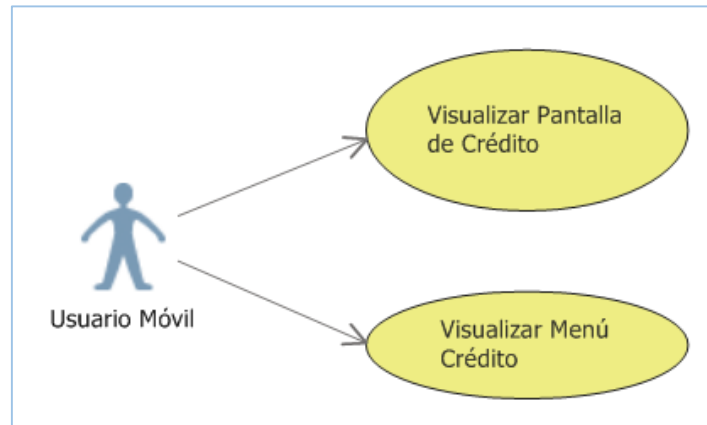 Visualizar Pantalla
de Crédito
Usuario Móvil
Visualizar Menú
Crédito